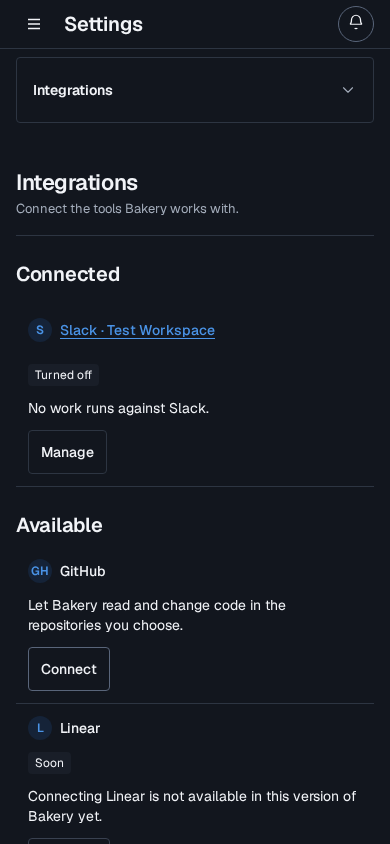 Settings
Integrations
Integrations
Connect the tools Bakery works with.
Connected
S Slack · Test Workspace
Turned off
No work runs against Slack.
Manage
Available
GH GitHub
Let Bakery read and change code in the
repositories you choose.
Connect
L Linear
Soon
Connecting Linear is not available in this version of
Bakery yet.